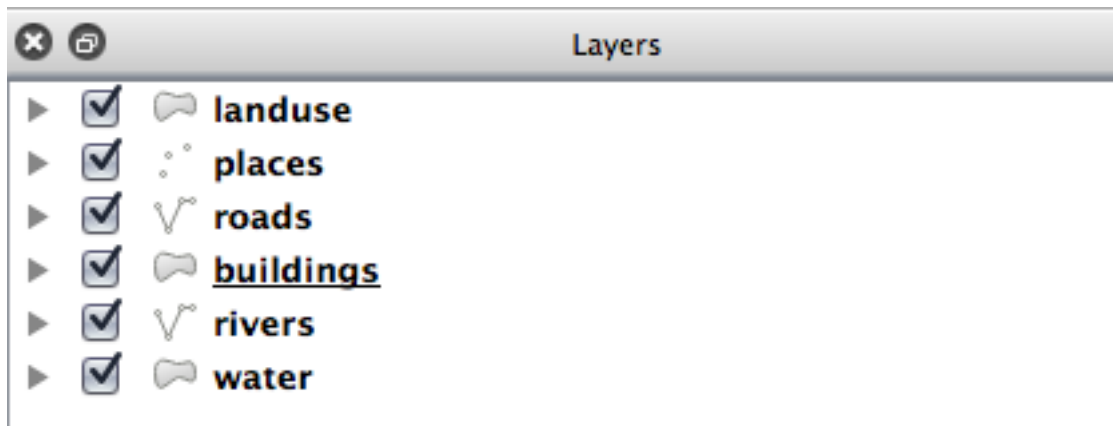 Layers
landuse
places
roads
buildings
rivers
water